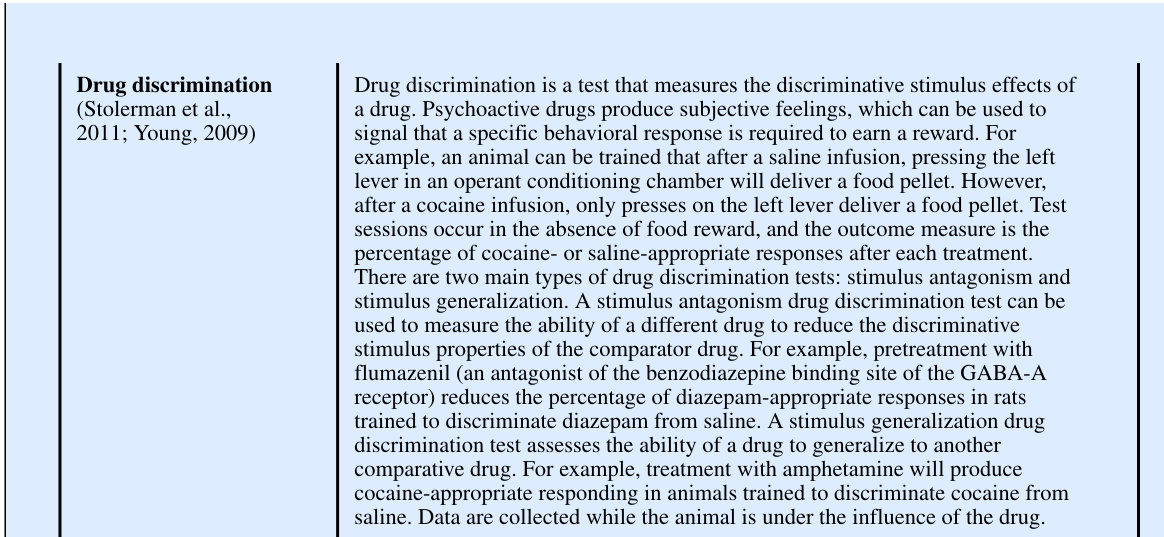 Drug discrimination
(Stolerman et al.,
2011; Young, 2009)
Drug discrimination is a test that measures the discriminative stimulus effects of
a drug. Psychoactive drugs produce subjective feelings, which can be used to
signal that a specific behavioral response is required to earn a reward. For
example, an animal can be trained that after a saline infusion, pressing the left
lever in an operant conditioning chamber will deliver a food pellet. However,
after a cocaine infusion, only presses on the left lever deliver a food pellet. Test
sessions occur in the absence of food reward, and the outcome measure is the
percentage of cocaine- or saline-appropriate responses after each treatment.
There are two main types of drug discrimination tests: stimulus antagonism and
stimulus generalization. A stimulus antagonism drug discrimination test can be
used to measure the ability of a different drug to reduce the discriminative
stimulus properties of the comparator drug. For example, pretreatment with
flumazenil (an antagonist of the benzodiazepine binding site of the GABA-A
receptor) reduces the percentage of diazepam-appropriate responses in rats
trained to discriminate diazepam from saline. A stimulus generalization drug
discrimination test assesses the ability of a drug to generalize to another
comparative drug. For example, treatment with amphetamine will produce
cocaine-appropriate responding in animals trained to discriminate cocaine from
saline. Data are collected while the animal is under the influence of the drug.